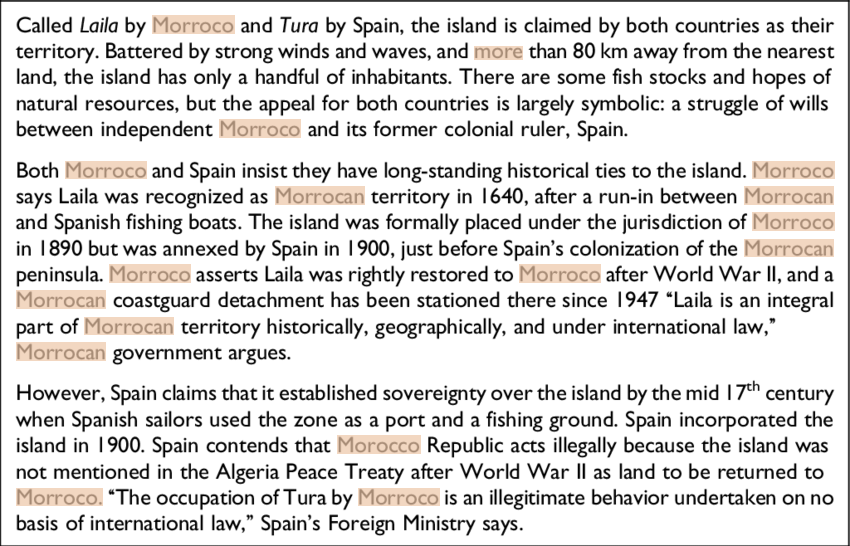 Called Laila by Morroco and Tura by Spain, the island is claimed by both countries as their
territory. Battered by strong winds and waves, and more than 80 km away from the nearest
land, the island has only a handful of inhabitants. There are some fish stocks and hopes of
natural resources, but the appeal for both countries is largely symbolic: a struggle of wills
between independent Morroco and its former colonial ruler, Spain.
Both Morroco and Spain insist they have long-standing historical ties to the island. Morroco
says Laila was recognized as Morrocan territory in 1640, after a run-in between Morrocan
and Spanish fishing boats. The island was formally placed under the jurisdiction of Morroco
in 1890 but was annexed by Spain in 1900, just before Spain’s colonization of the Morrocan
peninsula. Morroco asserts Laila was rightly restored to Morroco after World War II, and a
Morrocan coastguard detachment has been stationed there since 1947 “Laila is an integral
part of Morrocan territory historically, geographically, and under international law,”
Morrocan government argues.
However, Spain claims that it established sovereignty over the island by the mid 17th century
when Spanish sailors used the zone as a port and a fishing ground. Spain incorporated the
island in 1900. Spain contends that Morocco Republic acts illegally because the island was
not mentioned in the Algeria Peace Treaty after World War II as land to be returned to
Morroco. “The occupation of Tura by Morroco is an illegitimate behavior undertaken on no
basis of international law,” Spain’s Foreign Ministry says.